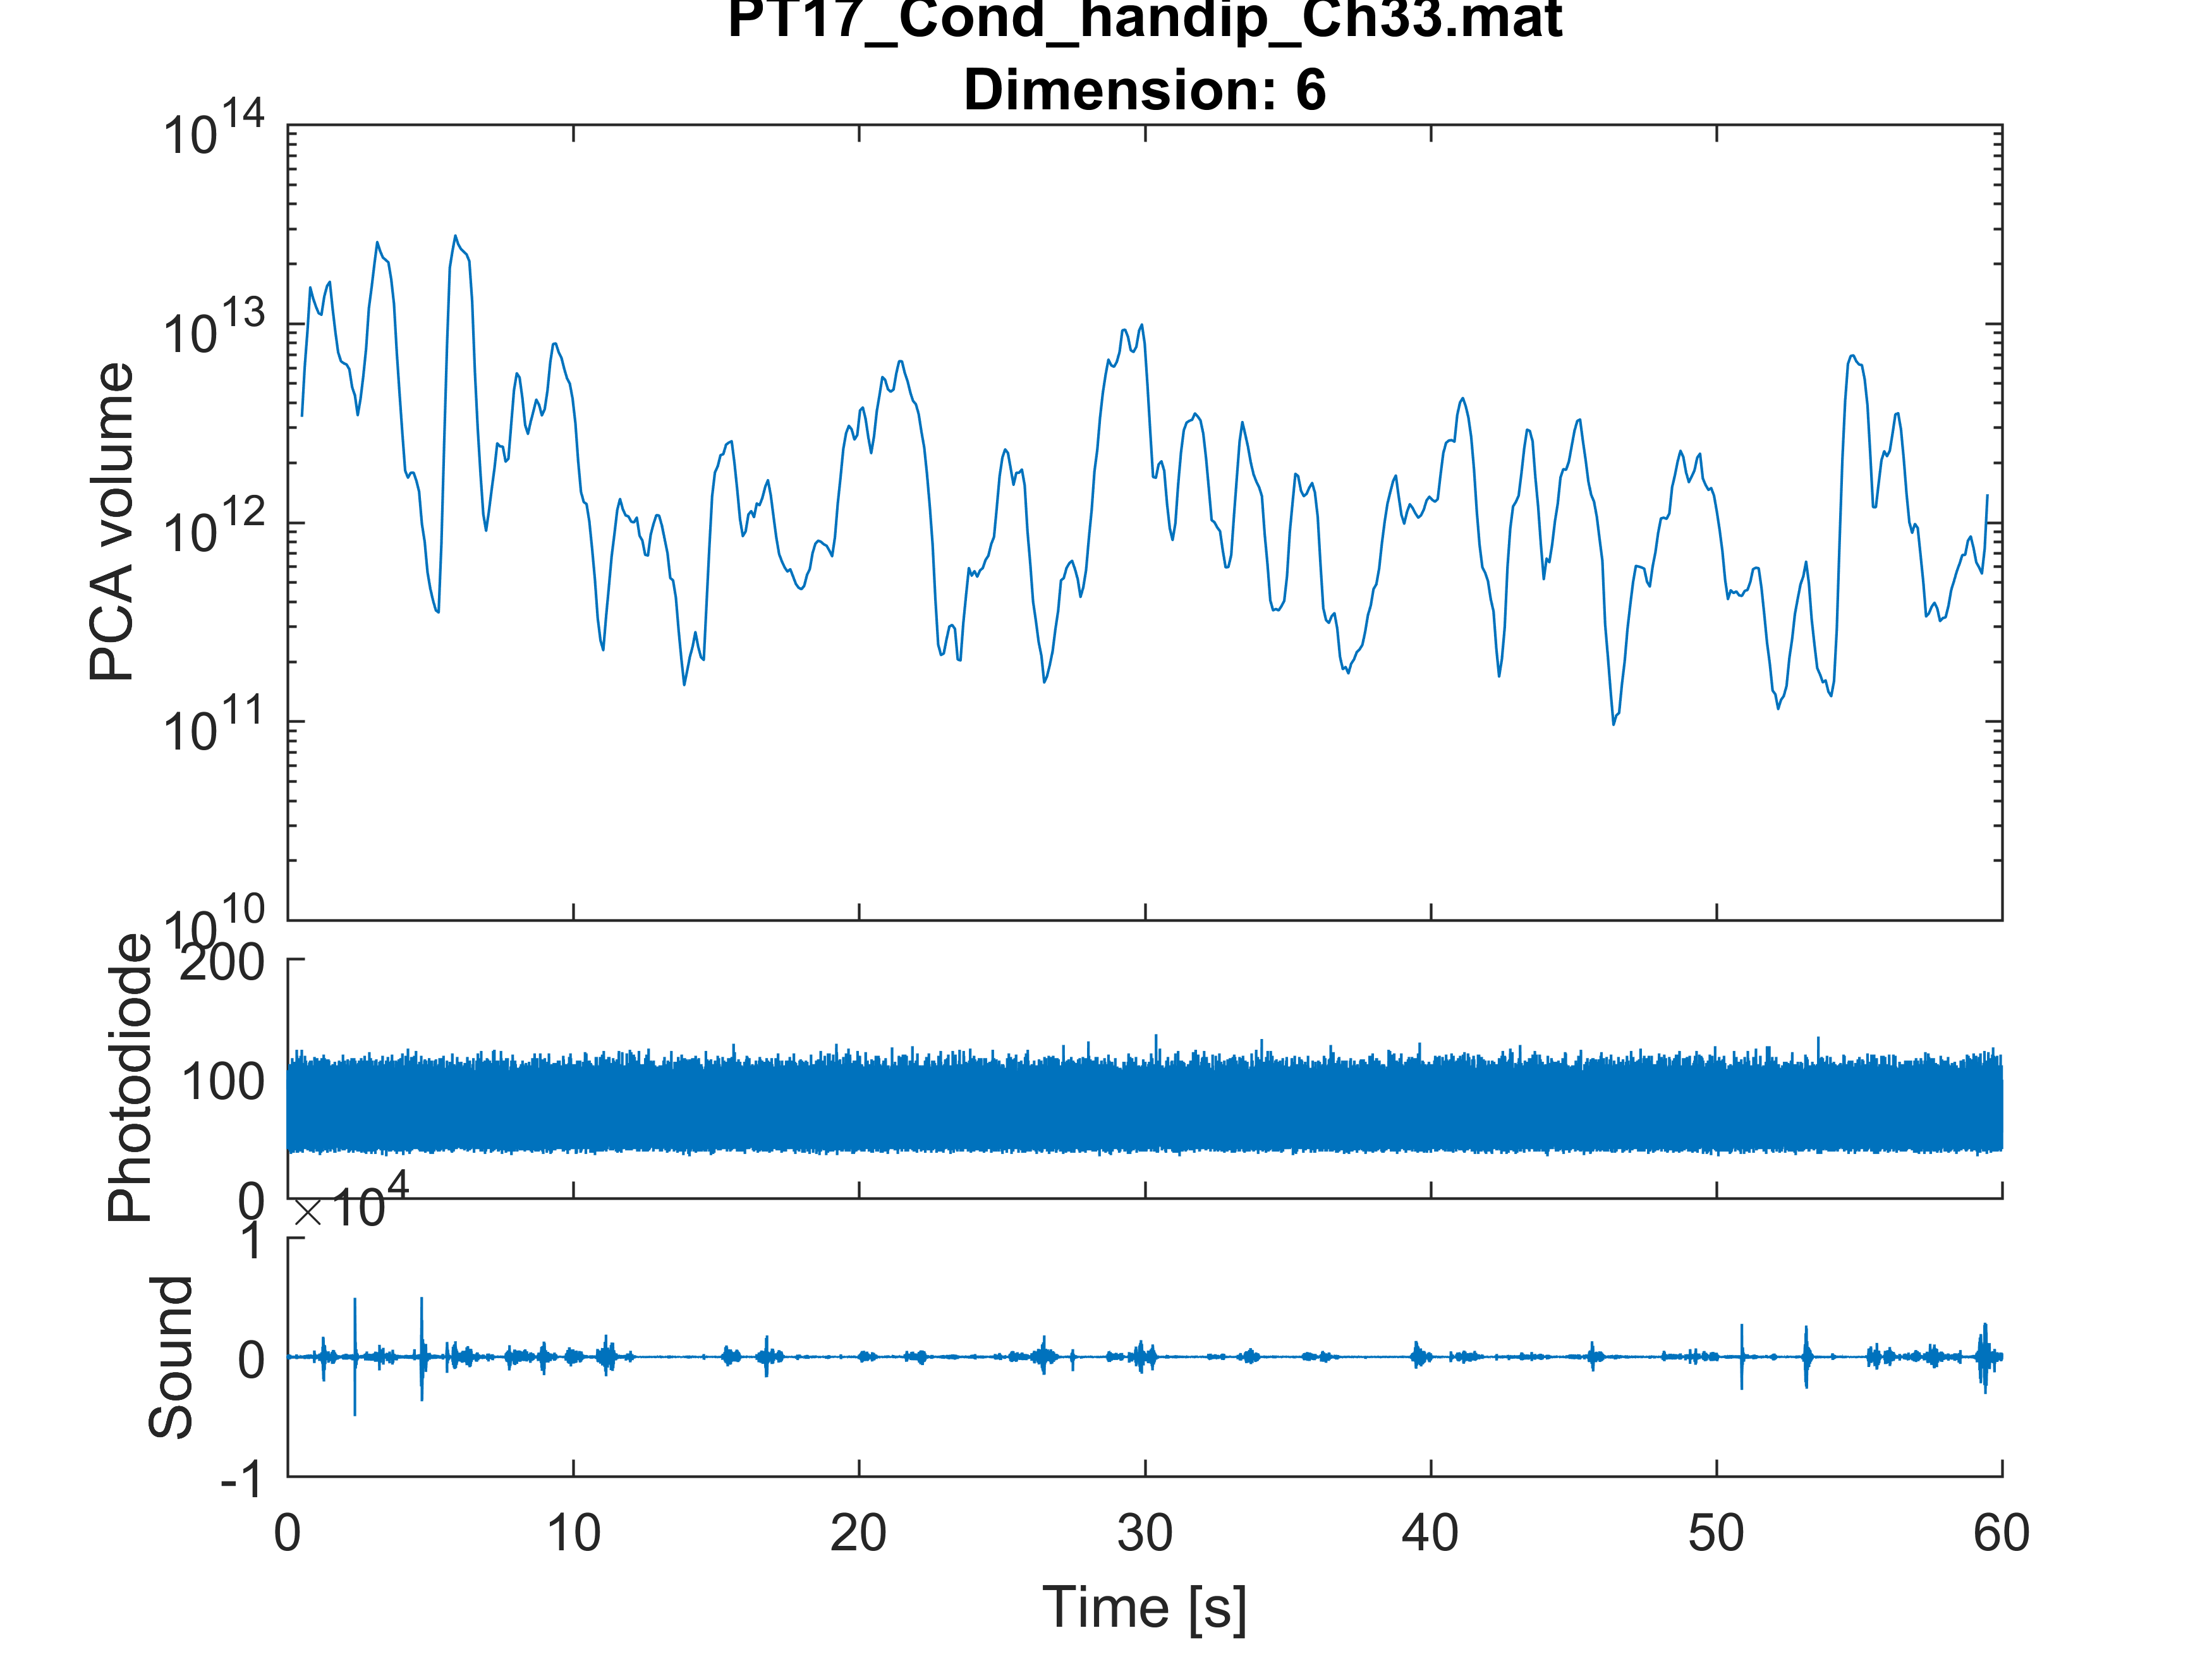 PT17_Cond_handip_Ch33.mat
Dimension: 6
10^14
10^13
10^12
10^11
10^10
PCA volume
200
100
0
Photodiode
×10^4
1
0
-1
Sound
0 10 20 30 40 50 60
Time [s]